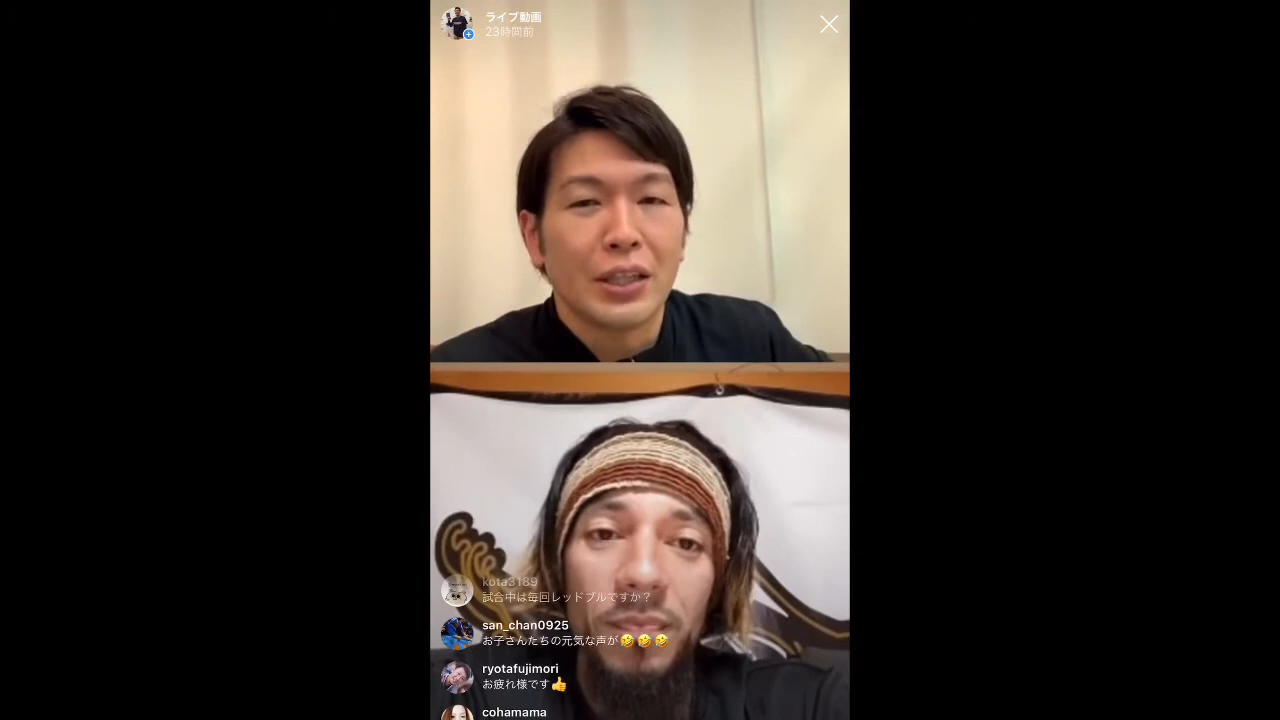 ライブ動画
23時間前
kota3189
試合中は毎回レッドブルですか？
san_chan0925
お子さんたちの元気な声が🤣🤣🤣
ryotafujimori
お疲れ様です👍
cohamama